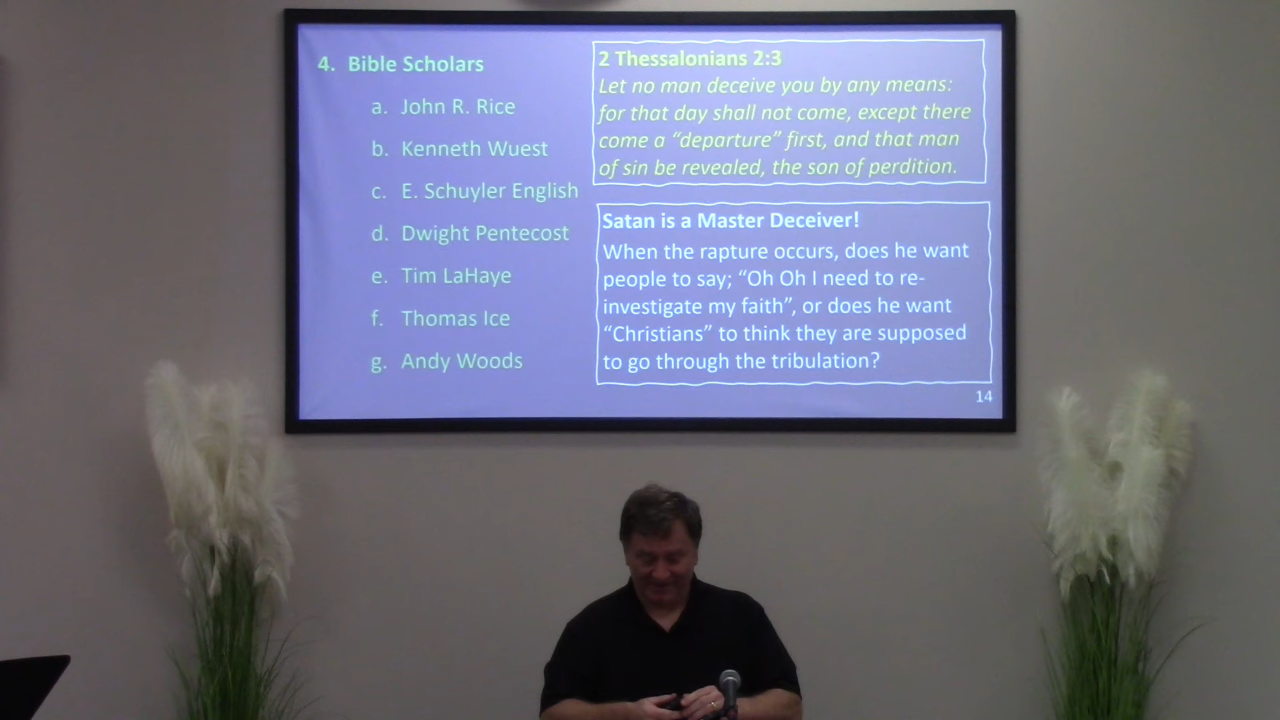 4. Bible Scholars
a. John R. Rice
b. Kenneth Wuest
c. E. Schuyler English
d. Dwight Pentecost
e. Tim LaHaye
f. Thomas Ice
g. Andy Woods
2 Thessalonians 2:3
Let no man deceive you by any means:
for that day shall not come, except there
come a “departure” first, and that man
of sin be revealed, the son of perdition.
Satan is a Master Deceiver!
When the rapture occurs, does he want
people to say; “Oh Oh I need to re-
investigate my faith”, or does he want
“Christians” to think they are supposed
to go through the tribulation?
14